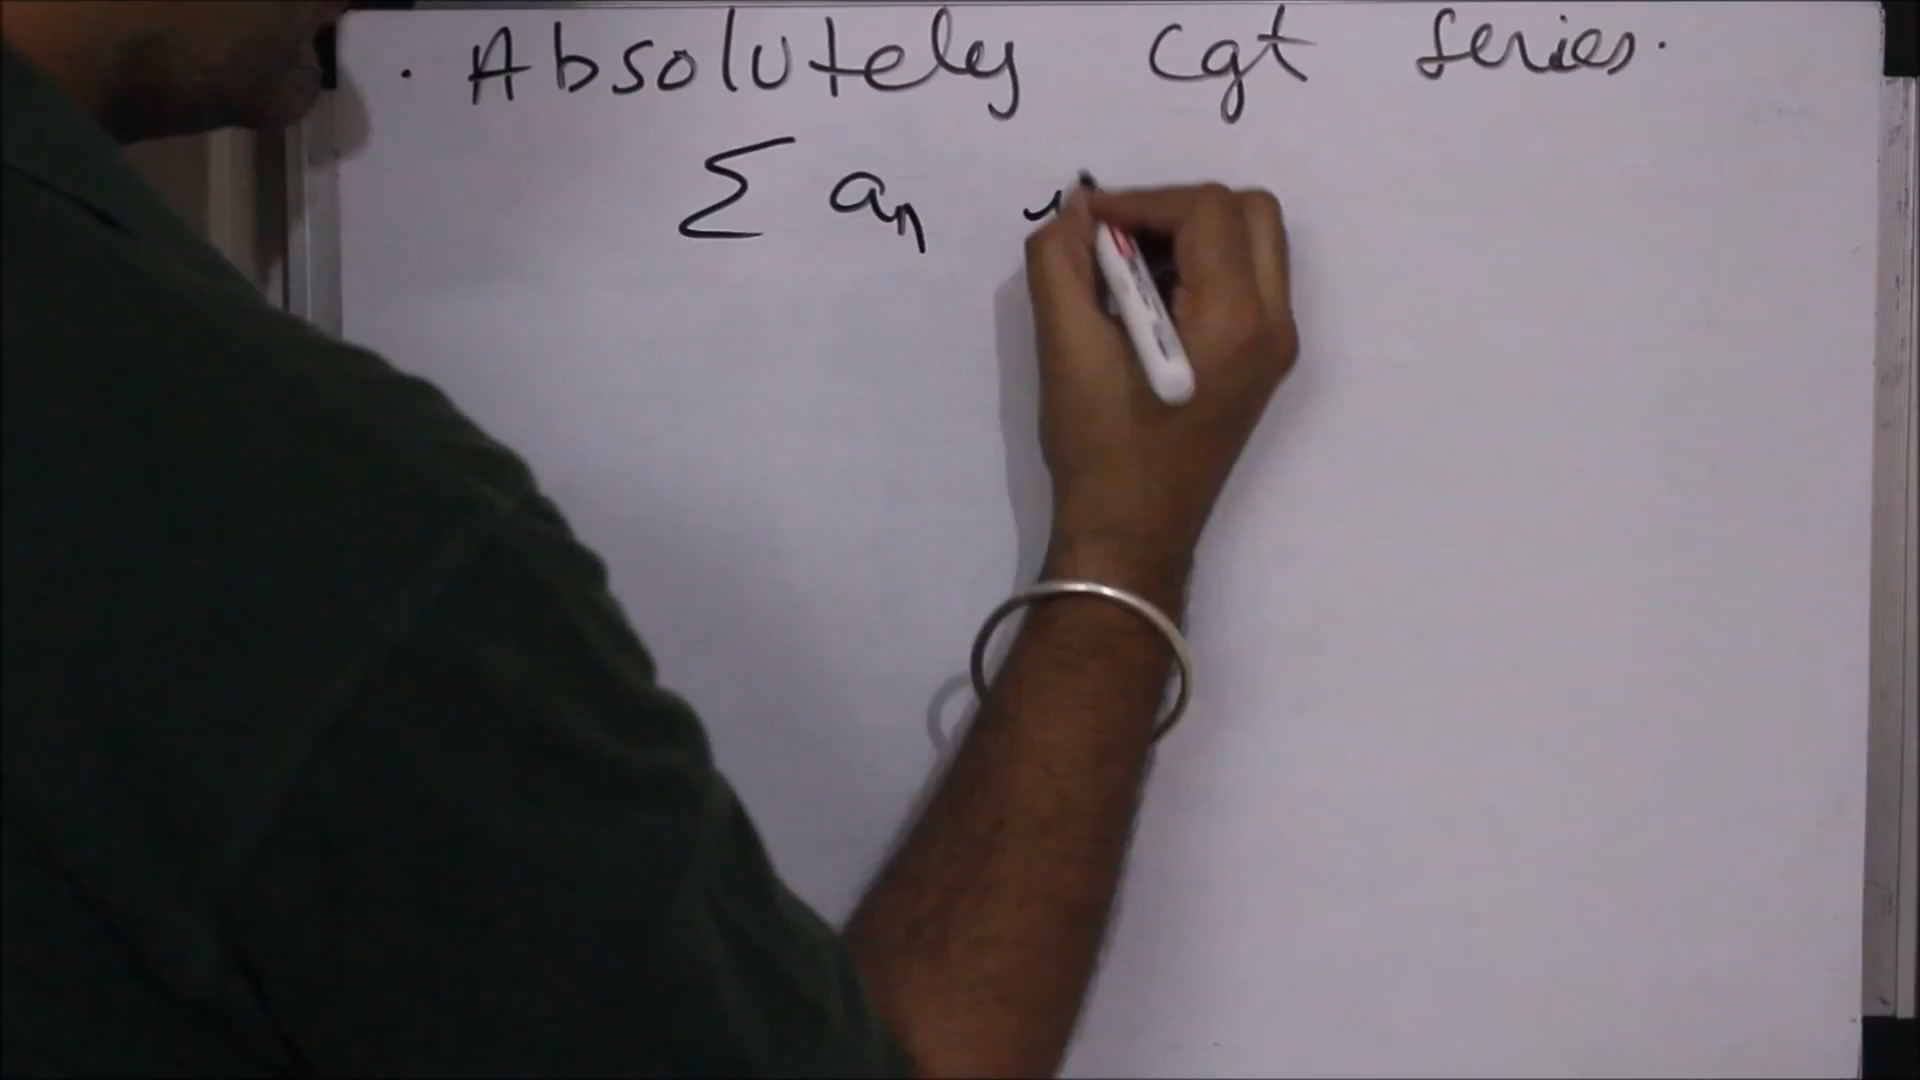 . Absolutely cgt series.
∑ an